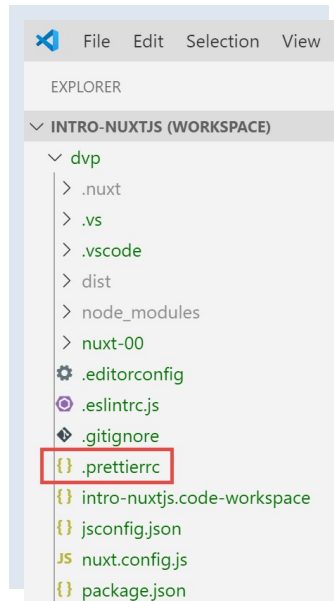 File Edit Selection View
EXPLORER
INTRO-NUXTJS (WORKSPACE)
dvp
.nuxt
.vs
.vscode
dist
node_modules
nuxt-00
.editorconfig
.eslintrc.js
.gitignore
{} .prettierrc
{} intro-nuxtjs.code-workspace
{} jsconfig.json
JS nuxt.config.js
{} package.json